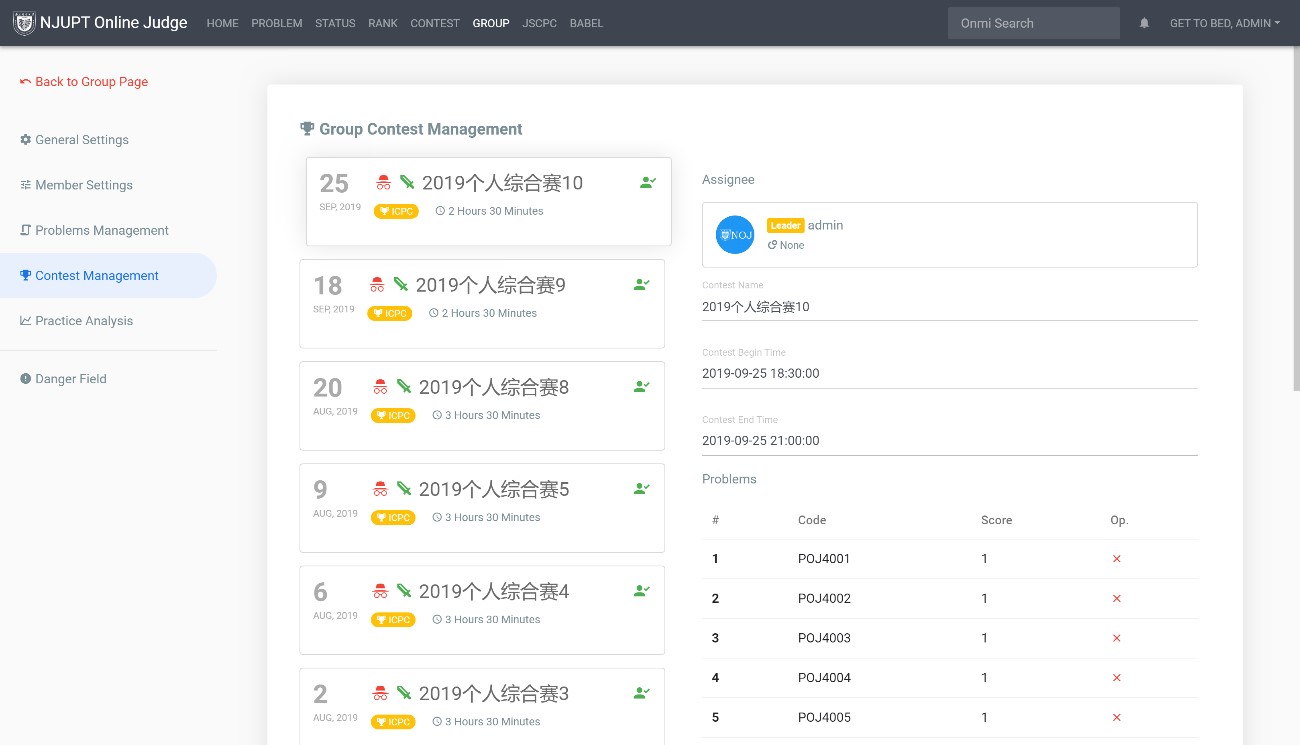 NJUPT Online Judge HOME PROBLEM STATUS RANK CONTEST GROUP JSCPC BABEL Onmi Search GET TO BED, ADMIN
Back to Group Page
General Settings
Member Settings
Problems Management
Contest Management
Practice Analysis
Danger Field
Group Contest Management
25 2019个人综合赛10
SEP, 2019 ICPC 2 Hours 30 Minutes
18 2019个人综合赛9
SEP, 2019 ICPC 2 Hours 30 Minutes
20 2019个人综合赛8
AUG, 2019 ICPC 3 Hours 30 Minutes
9 2019个人综合赛5
AUG, 2019 ICPC 3 Hours 30 Minutes
6 2019个人综合赛4
AUG, 2019 ICPC 3 Hours 30 Minutes
2 2019个人综合赛3
AUG, 2019 ICPC 3 Hours 30 Minutes
Assignee
NOJ
Leader admin
None
Contest Name
2019个人综合赛10
Contest Begin Time
2019-09-25 18:30:00
Contest End Time
2019-09-25 21:00:00
Problems
# Code Score Op.
1 POJ4001 1
2 POJ4002 1
3 POJ4003 1
4 POJ4004 1
5 POJ4005 1